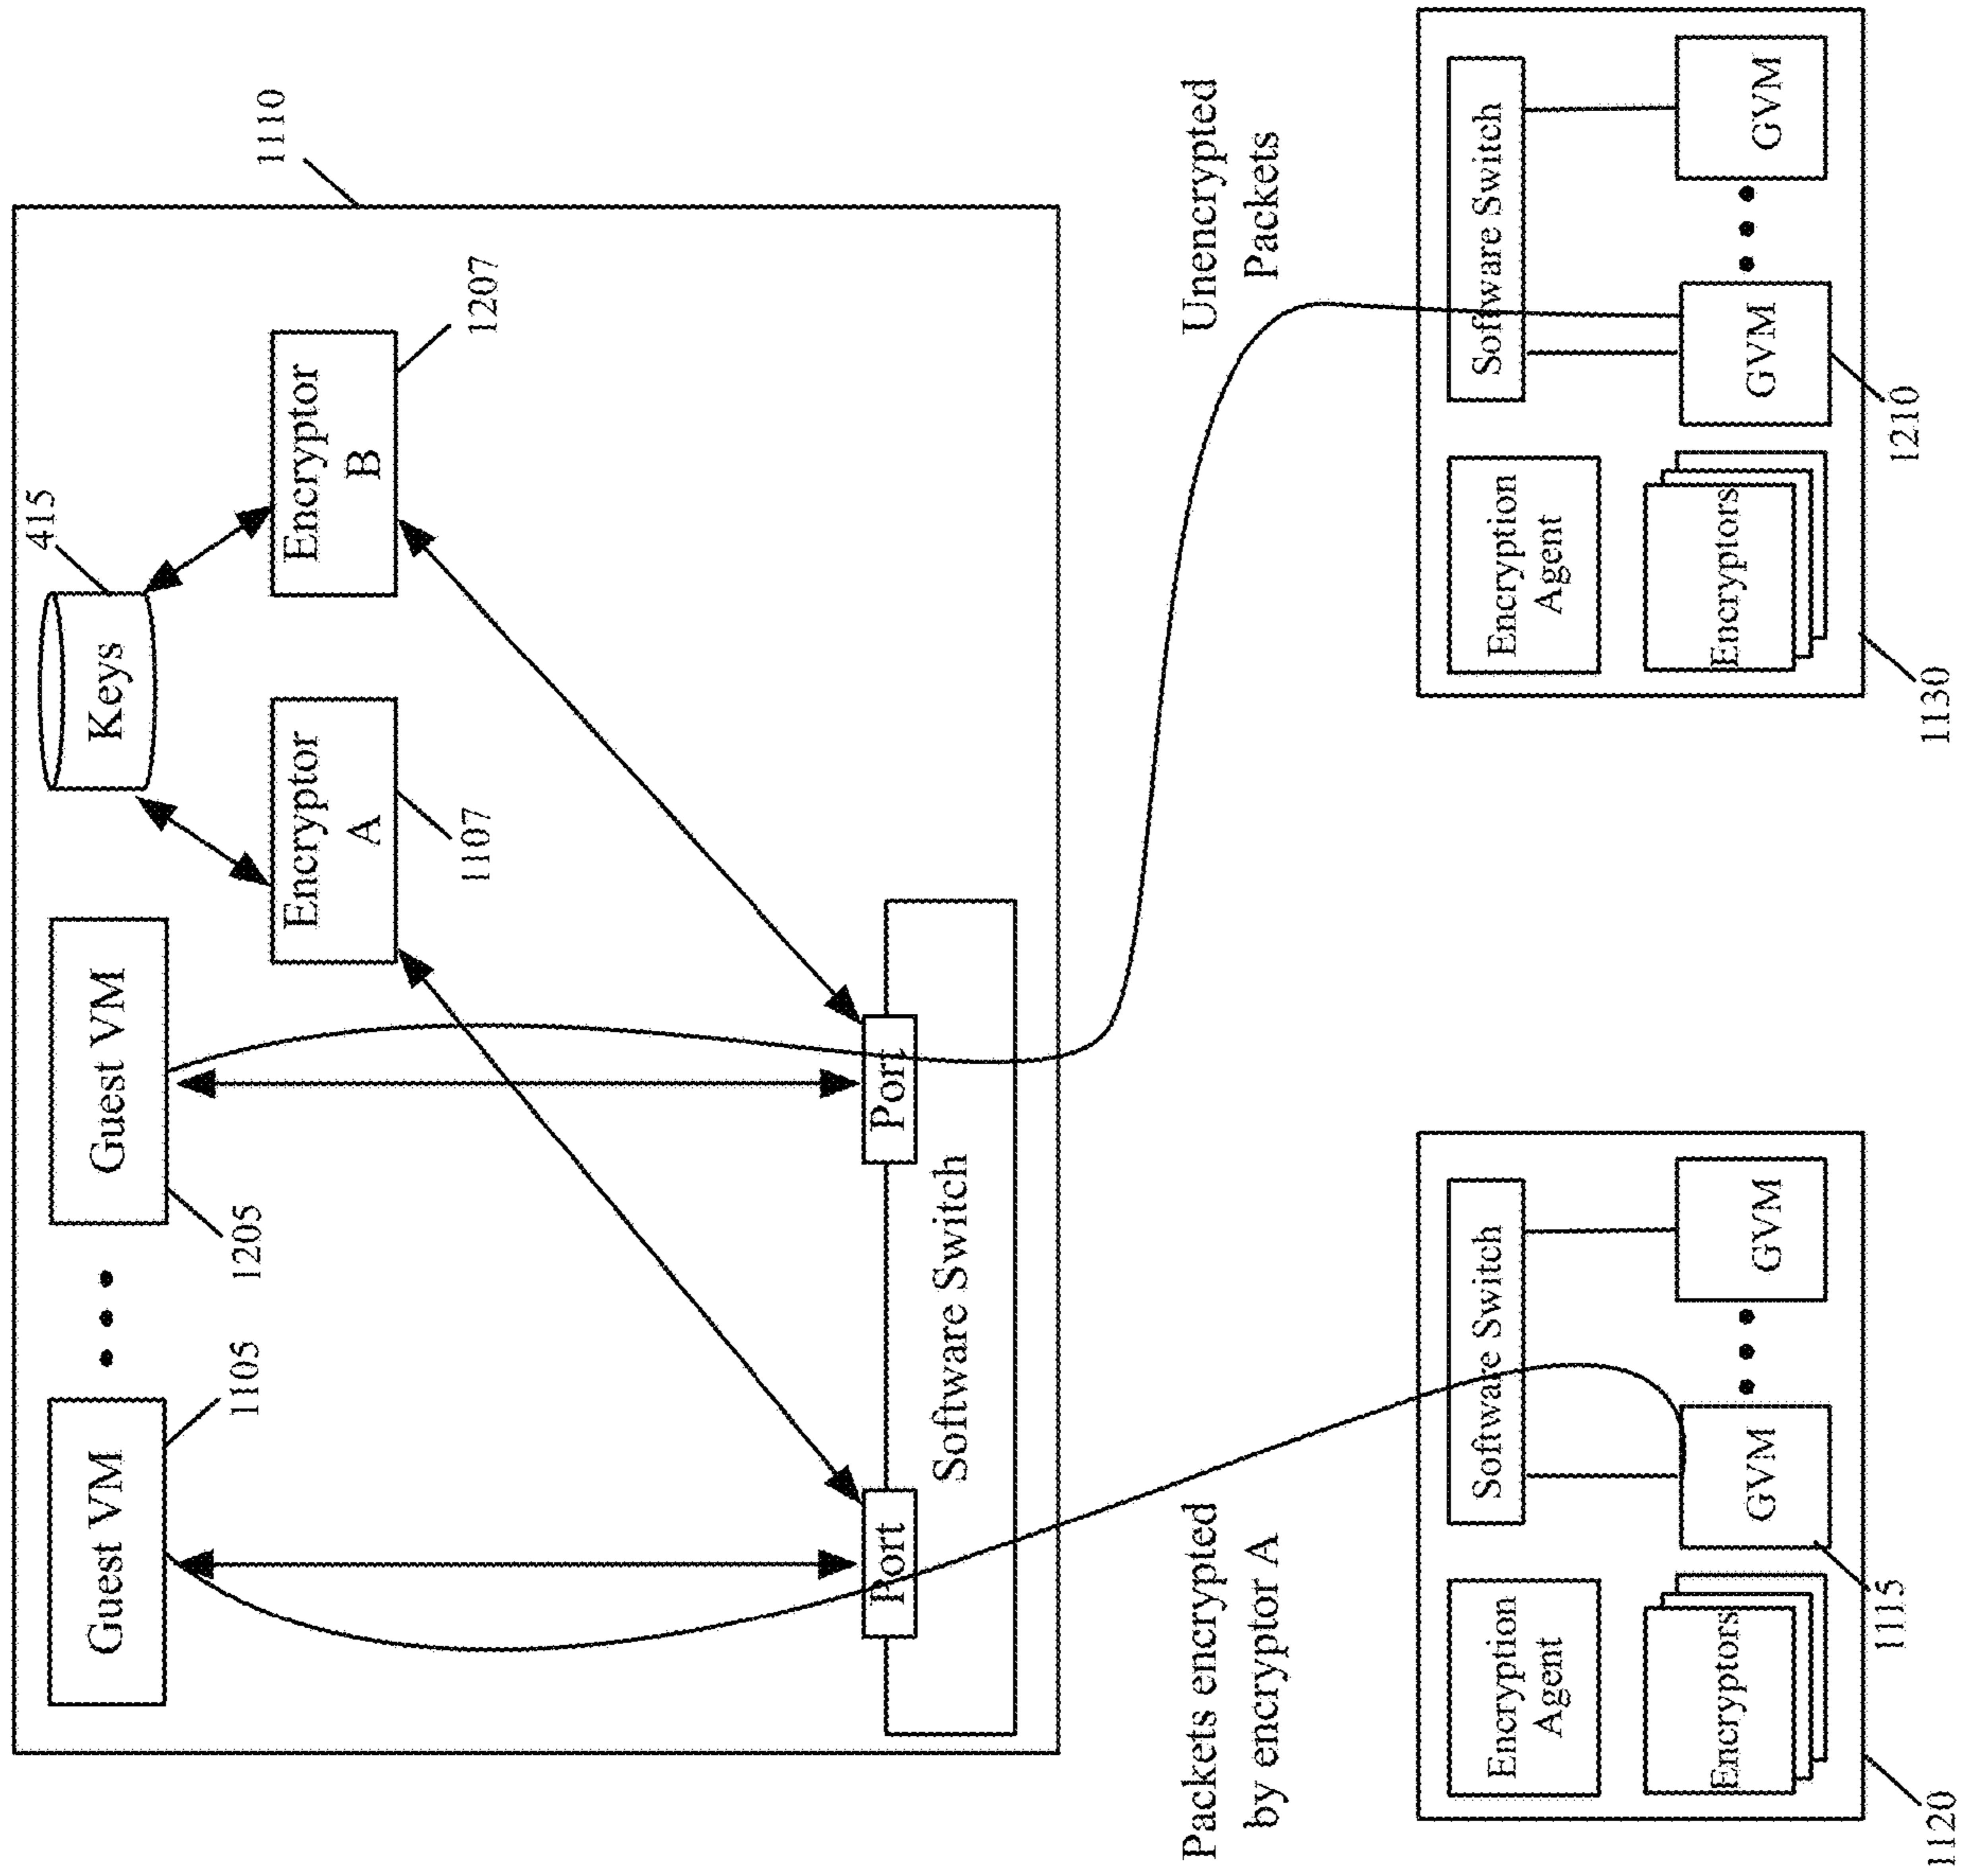 1110
415
Keys
Guest VM
Guest VM
1105
1205
Encryptor
A
Encryptor
B
1107
1207
Port
Port
Software Switch
Packets encrypted
by encryptor A
Unencrypted
Packets
Encryption
Agent
Software Switch
Encryptors
GVM
GVM
1115
1120
Encryption
Agent
Software Switch
Encryptors
GVM
GVM
1210
1130